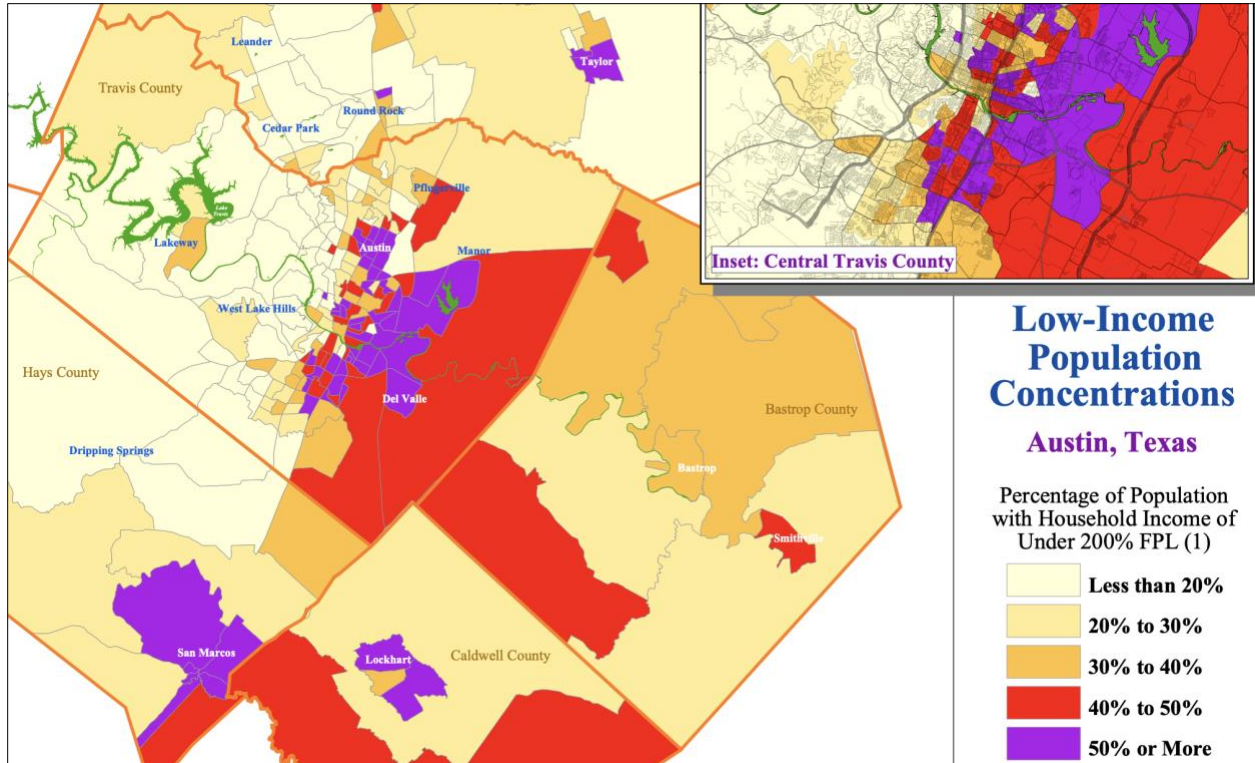 Leander
Taylor
Travis County
Round Rock
Cedar Park
Pflugerville
Lake
Travis
Lakeway
Austin
Manor
West Lake Hills
Hays County
Del Valle
Bastrop County
Dripping Springs
Bastrop
Smithville
San Marcos
Lockhart
Caldwell County
Inset: Central Travis County
Low-Income
Population
Concentrations
Austin, Texas
Percentage of Population
with Household Income of
Under 200% FPL (1)
Less than 20%
20% to 30%
30% to 40%
40% to 50%
50% or More